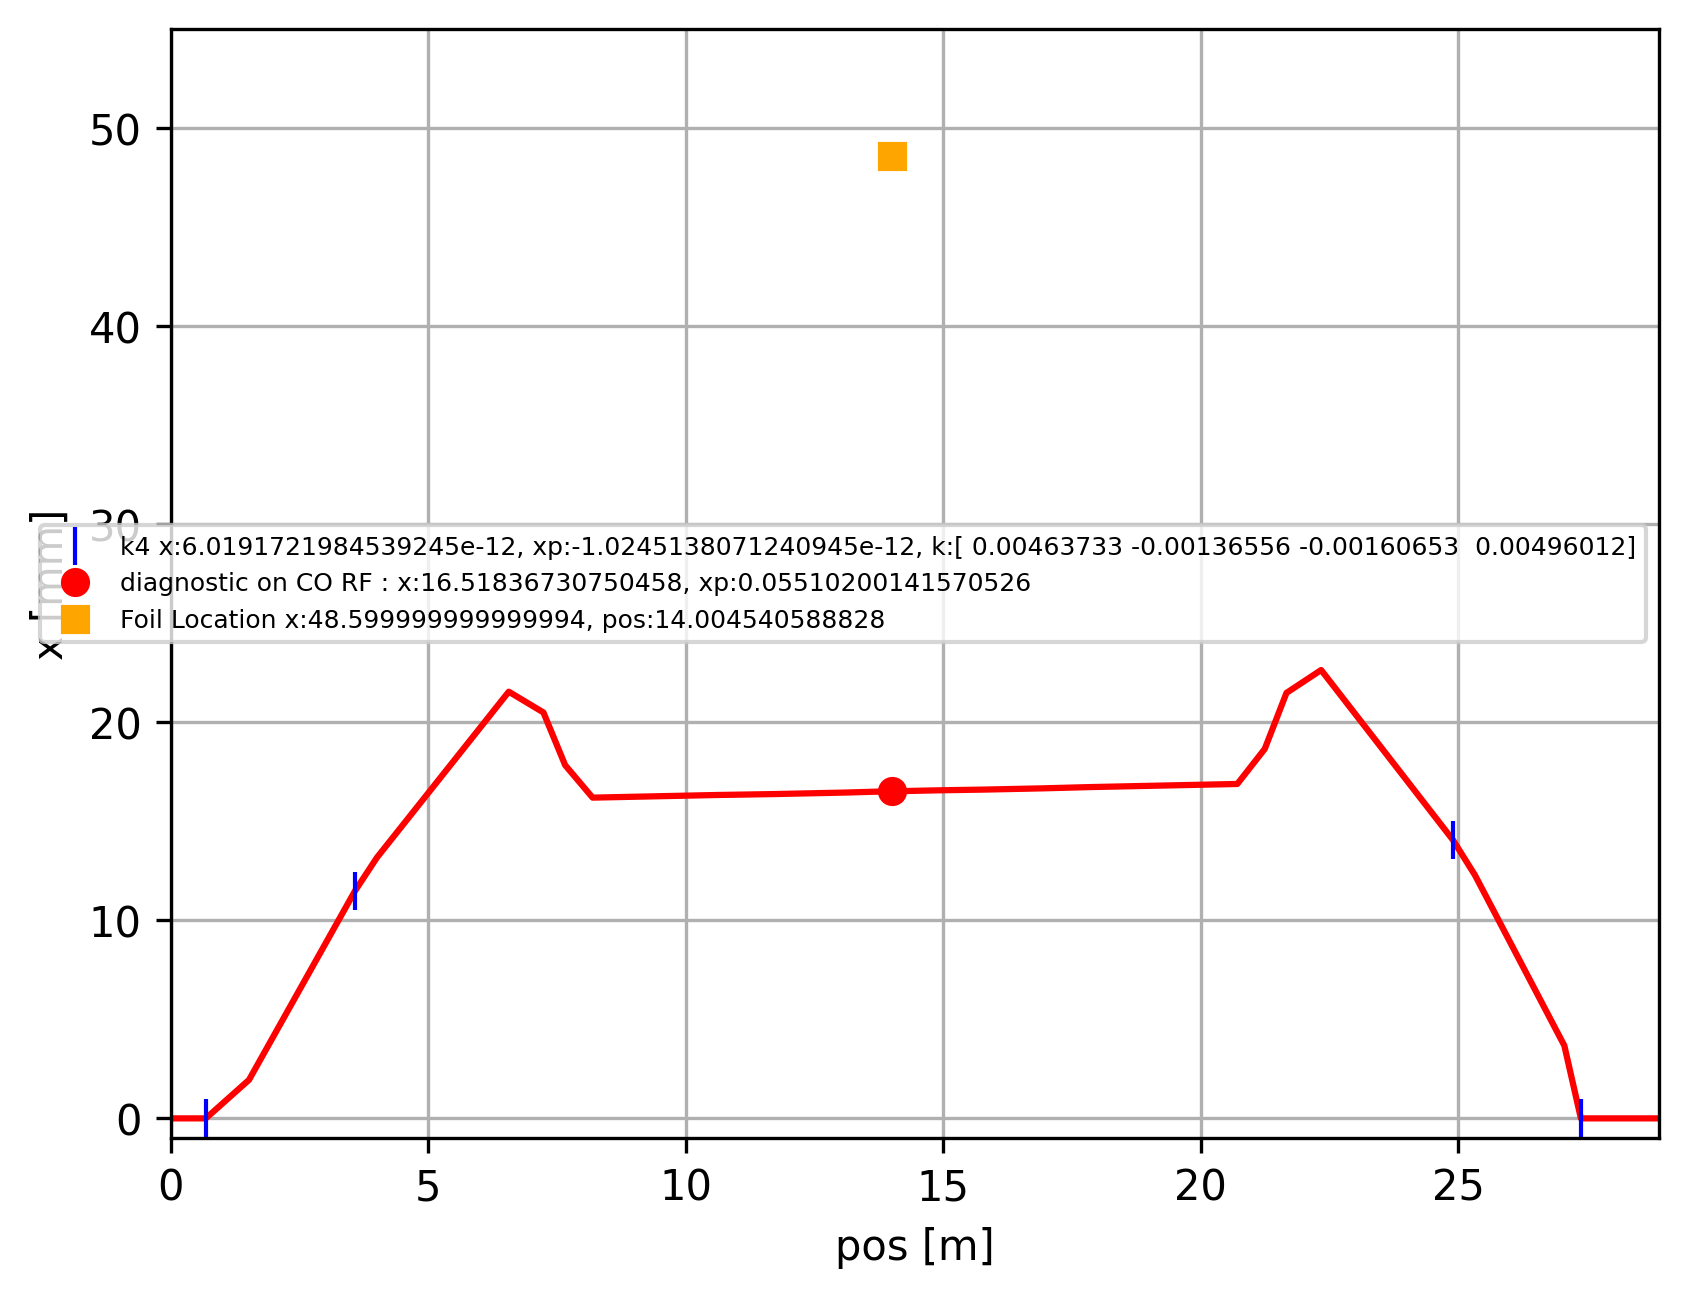 50
40
30
20
10
0
x [mm]
k4 x:6.0191721984539245e-12, xp:-1.0245138071240945e-12, k:[ 0.00463733 -0.00136556 -0.00160653  0.00496012]
diagnostic on CO RF : x:16.51836730750458, xp:0.05510200141570526
Foil Location x:48.599999999999994, pos:14.004540588828
0 5 10 15 20 25
pos [m]